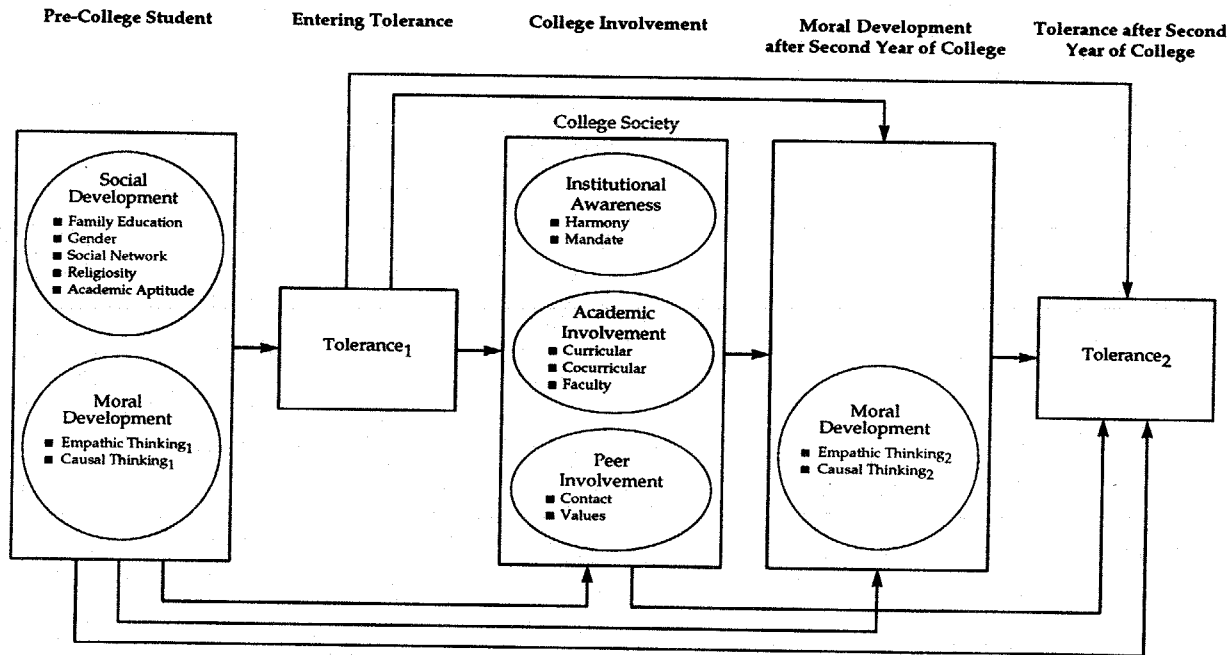 Pre-College Student
Entering Tolerance
College Involvement
Moral Development
after Second Year of College
Tolerance after Second
Year of College
Social
Development
■ Family Education
■ Gender
■ Social Network
■ Religiosity
■ Academic Aptitude
Moral
Development
■ Empathic Thinking₁
■ Causal Thinking₁
Tolerance₁
College Society
Institutional
Awareness
■ Harmony
■ Mandate
Academic
Involvement
■ Curricular
■ Cocurricular
■ Faculty
Peer
Involvement
■ Contact
■ Values
Moral
Development
■ Empathic Thinking₂
■ Causal Thinking₂
Tolerance₂